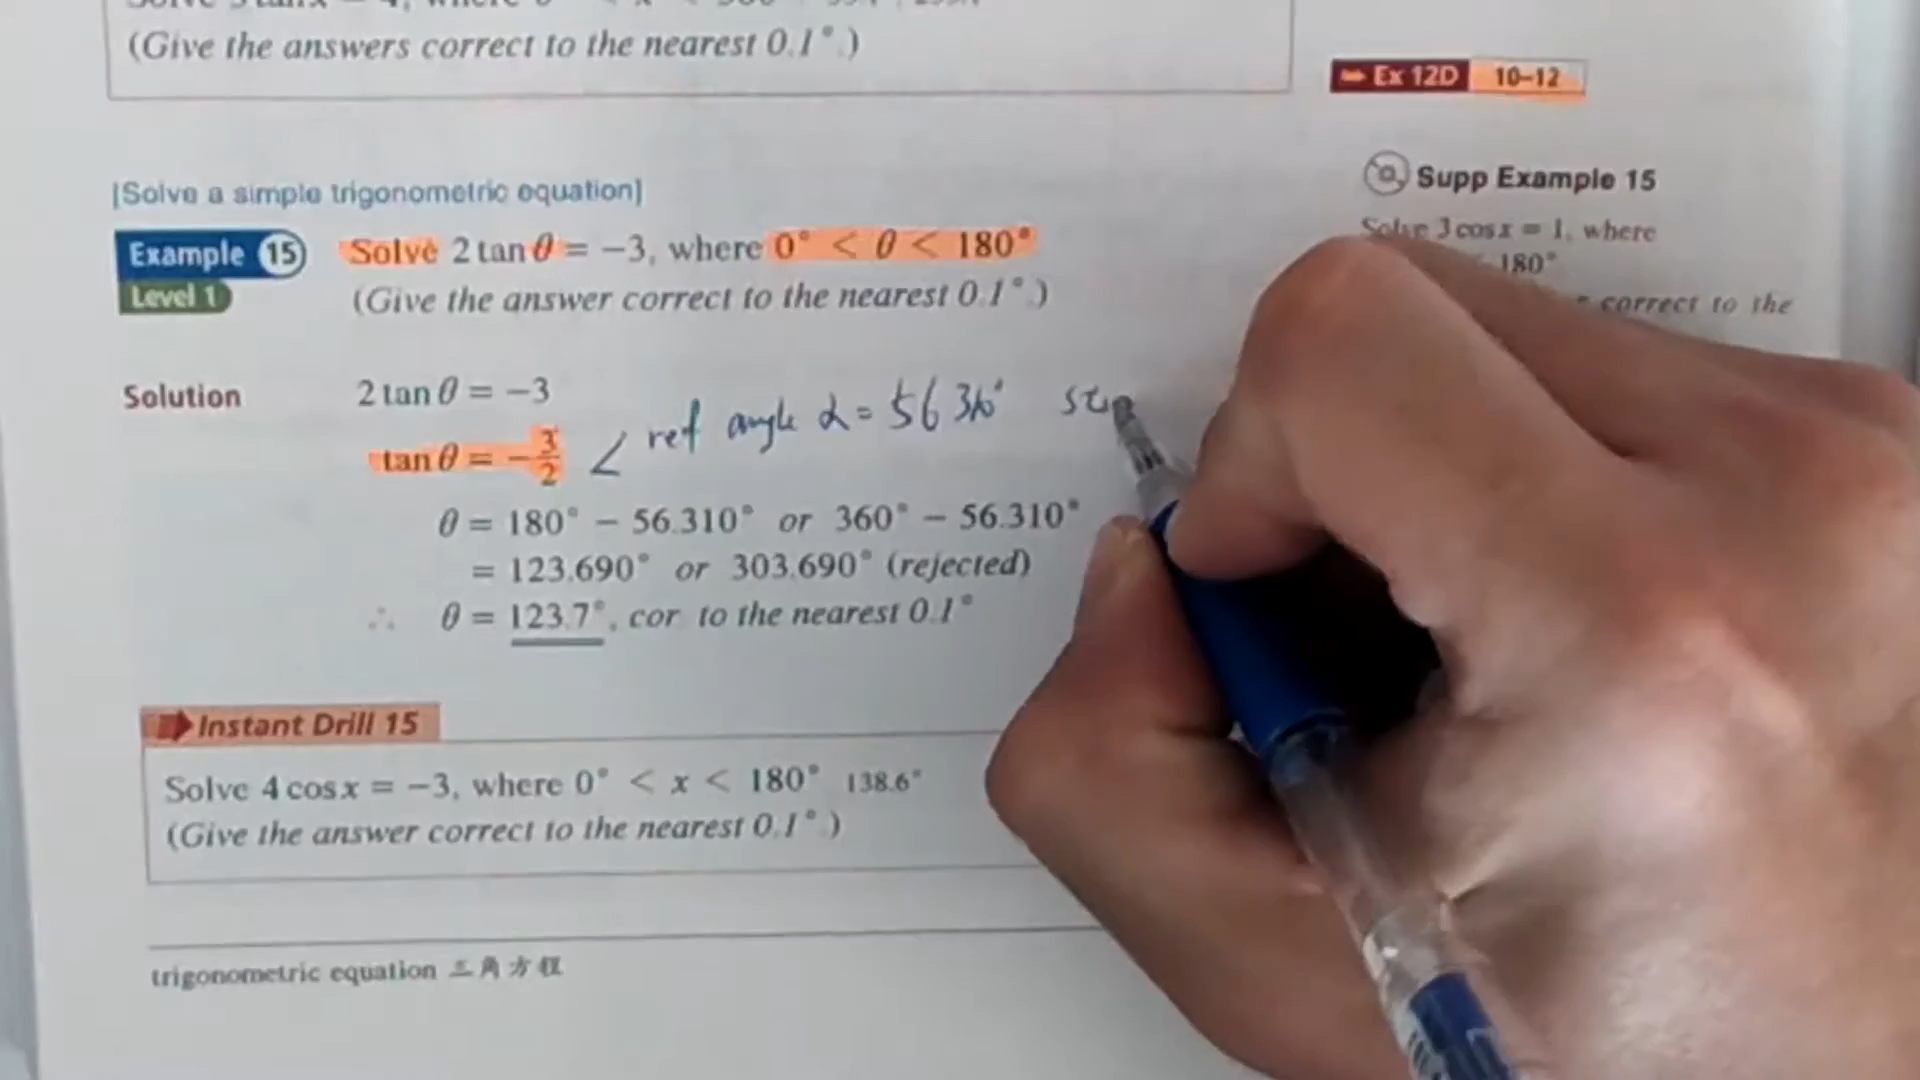 (Give the answers correct to the nearest 0.1°.)
Ex 12D 10–12
[Solve a simple trigonometric equation]
Example 15 Solve 2 tan θ = −3, where 0° < θ < 180°
Level 1 (Give the answer correct to the nearest 0.1°.)
Supp Example 15
Solve 3 cos x = 1, where
180°
correct to the
Solution 2 tan θ = −3
ref angle α =
tan θ = −3/2
θ = 180° − 56.310° or 360° − 56.310°
= 123.690° or 303.690° (rejected)
∴ θ = 123.7°, cor to the nearest 0.1°
Instant Drill 15
Solve 4 cos x = −3, where 0° < x < 180° 138.6°
(Give the answer correct to the nearest 0.1°.)
trigonometric equation 三角方程